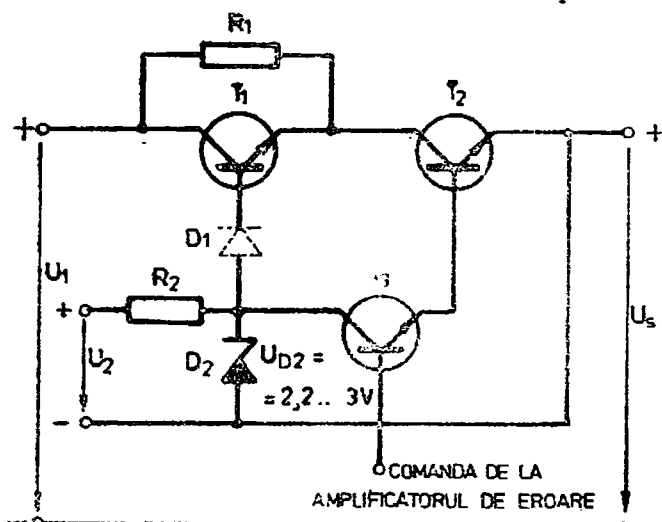 R1
T1
T2
+
+
D1
U1
R2
+
U2
D2
UD2 =
= 2,2.. 3V
Us
-
COMANDA DE LA
AMPLIFICATORUL DE EROARE